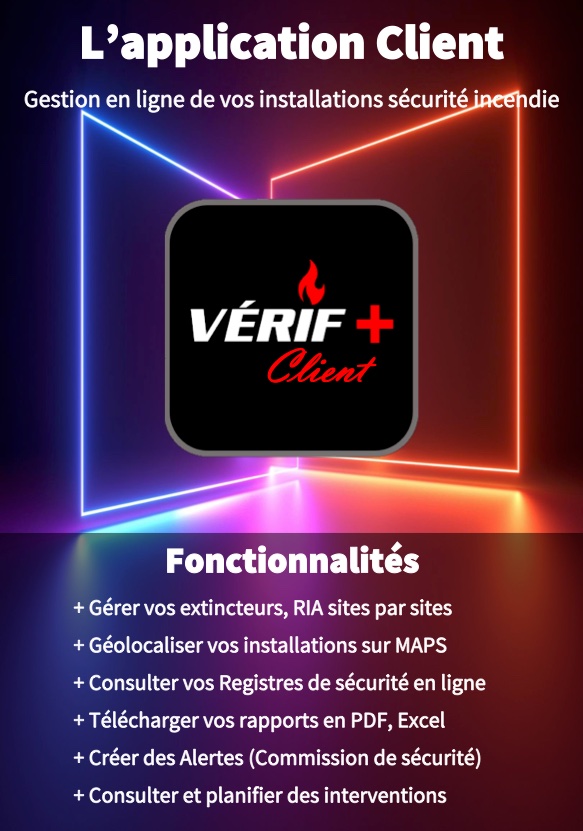 L’application Client
Gestion en ligne de vos installations sécurité incendie
VÉRIF +
Client
Fonctionnalités
+ Gérer vos extincteurs, RIA sites par sites
+ Géolocaliser vos installations sur MAPS
+ Consulter vos Registres de sécurité en ligne
+ Télécharger vos rapports en PDF, Excel
+ Créer des Alertes (Commission de sécurité)
+ Consulter et planifier des interventions